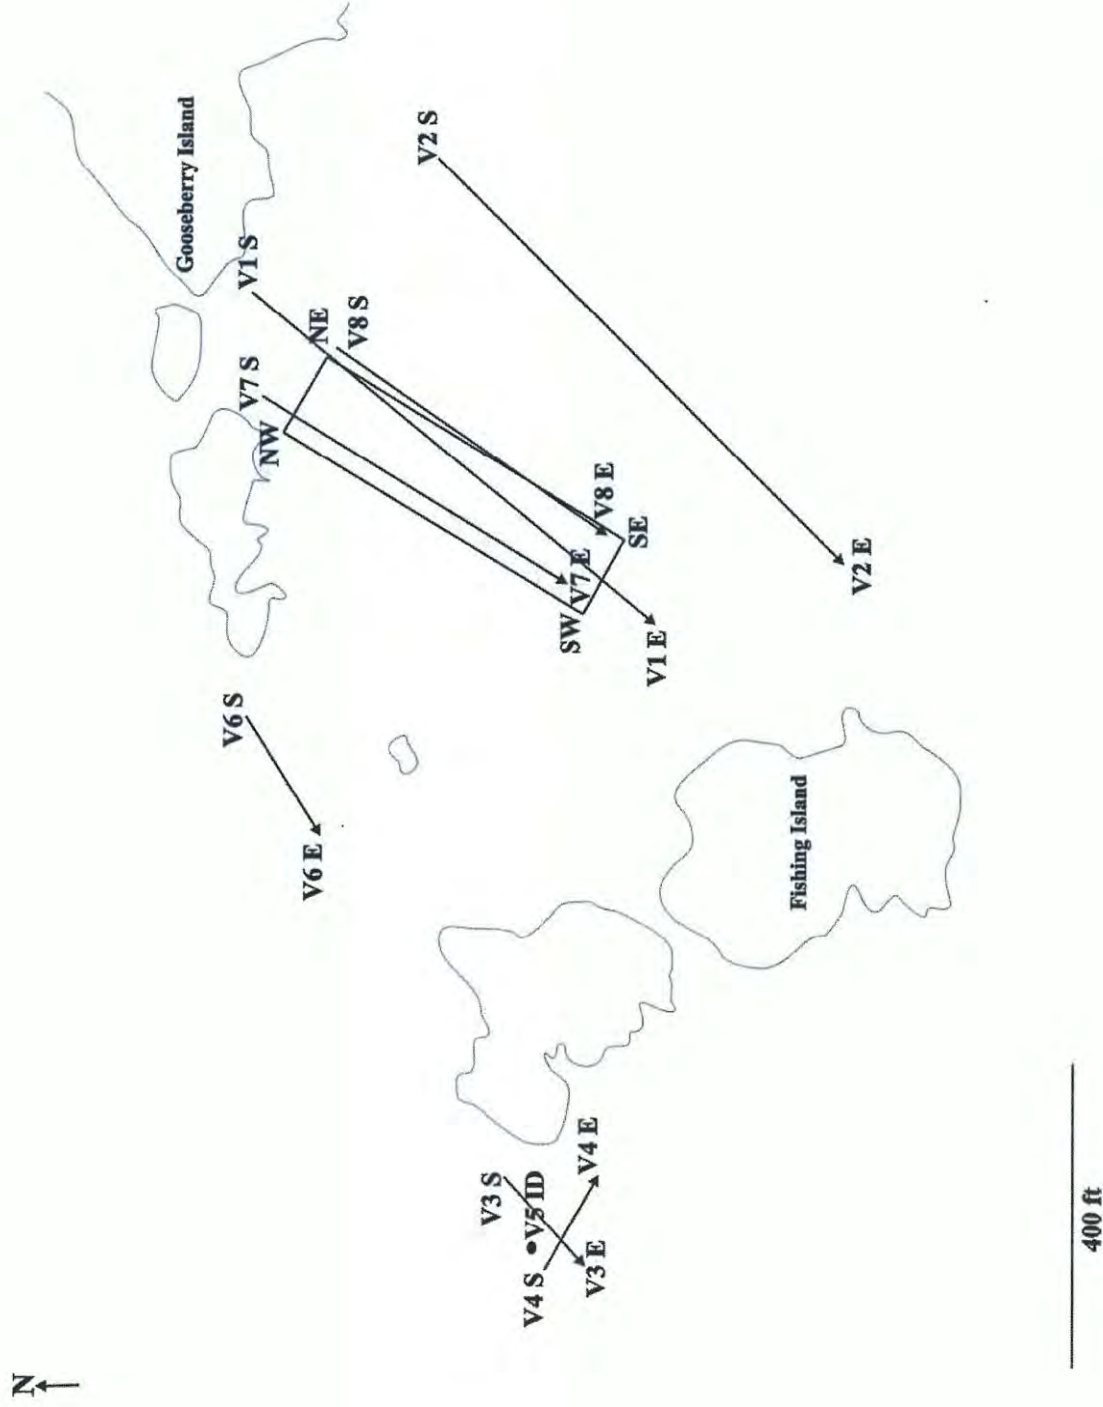 N
Gooseberry Island
V6 S
V7 S
V1 S
NW
V6 E
NE
V8 S
V2 S
V3 S
V4 S
V5 ID
SW
V7 E
V4 E
V3 E
V8 E
SE
V1 E
Fishing Island
V2 E
400 ft